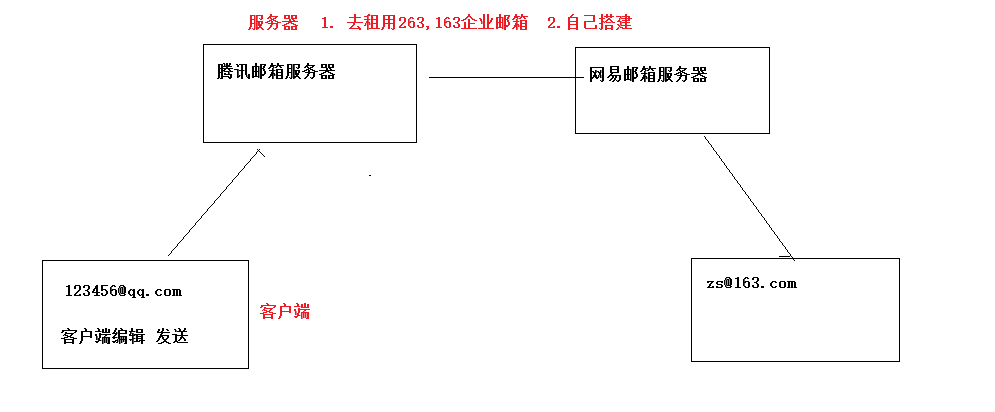 服务器 1. 去租用263,163企业邮箱 2.自己搭建
腾讯邮箱服务器
网易邮箱服务器
123456@qq.com
客户端编辑 发送
客户端
zs@163.com